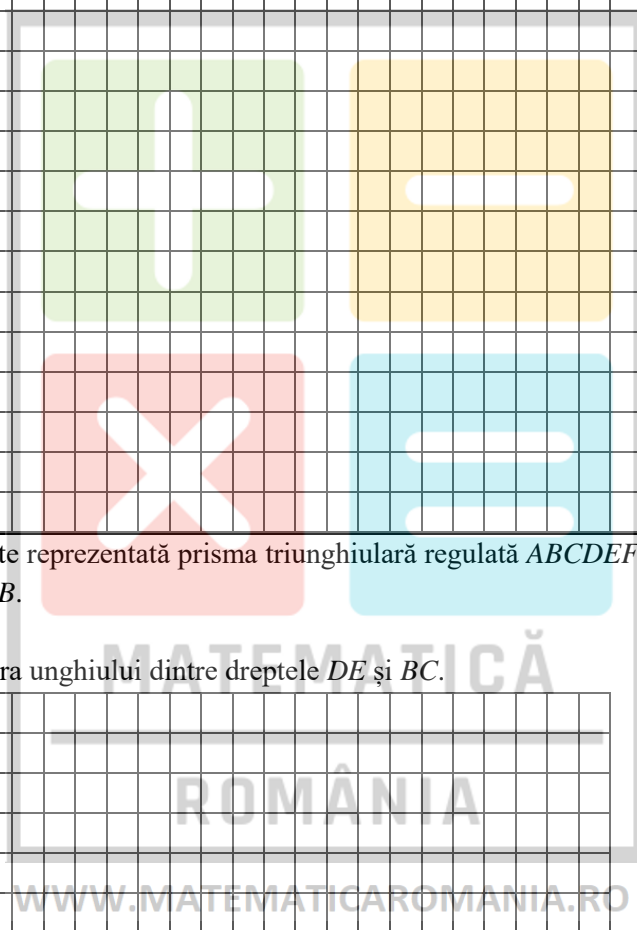 te reprezentată prisma triunghiulară regulată ABCDEF
B.
ra unghiului dintre dreptele DE și BC.
MATEMATICĂ
ROMÂNIA
WWW.MATEMATICAROMANIA.RO